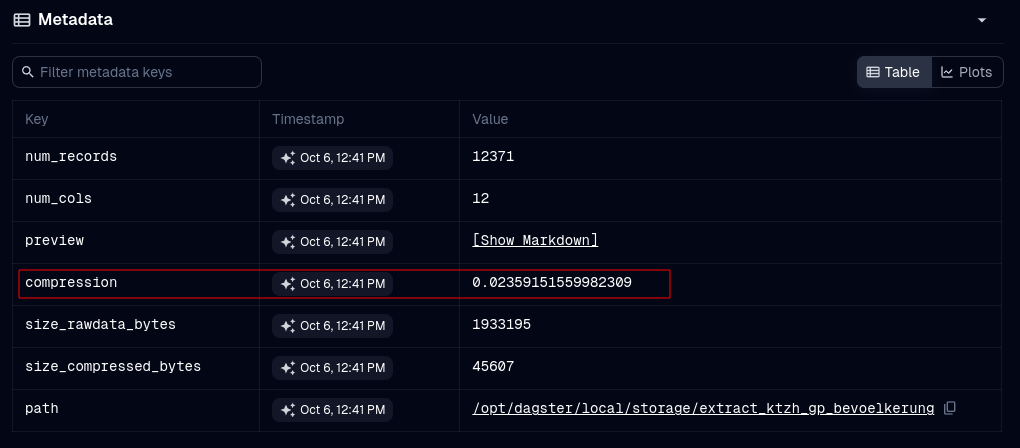 Metadata
Filter metadata keys
Table Plots
Key Timestamp Value
num_records Oct 6, 12:41 PM 12371
num_cols Oct 6, 12:41 PM 12
preview Oct 6, 12:41 PM [Show Markdown]
compression Oct 6, 12:41 PM 0.02359151559982309
size_rawdata_bytes Oct 6, 12:41 PM 1933195
size_compressed_bytes Oct 6, 12:41 PM 45607
path Oct 6, 12:41 PM /opt/dagster/local/storage/extract_ktzh_gp_bevoelkerung